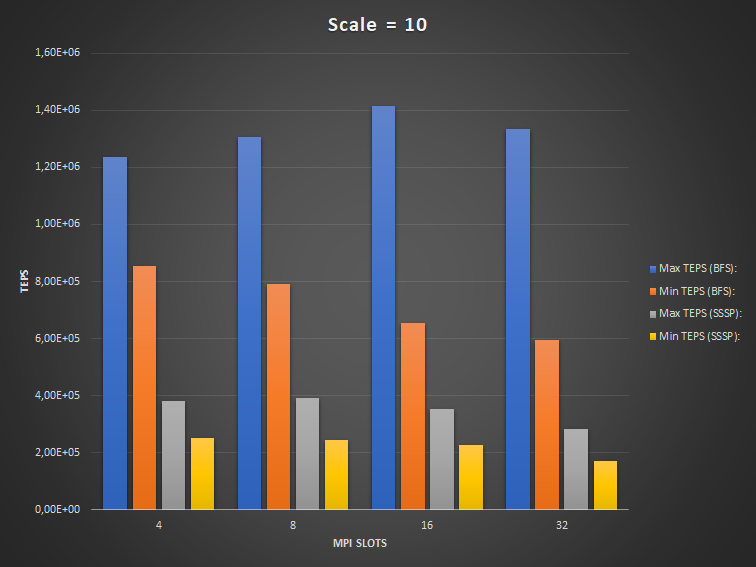 Scale = 10
1,60E+06
1,40E+06
1,20E+06
1,00E+06
8,00E+05
6,00E+05
4,00E+05
2,00E+05
0,00E+00
TEPS
4 8 16 32
MPI SLOTS
Max TEPS (BFS):
Min TEPS (BFS):
Max TEPS (SSSP):
Min TEPS (SSSP):